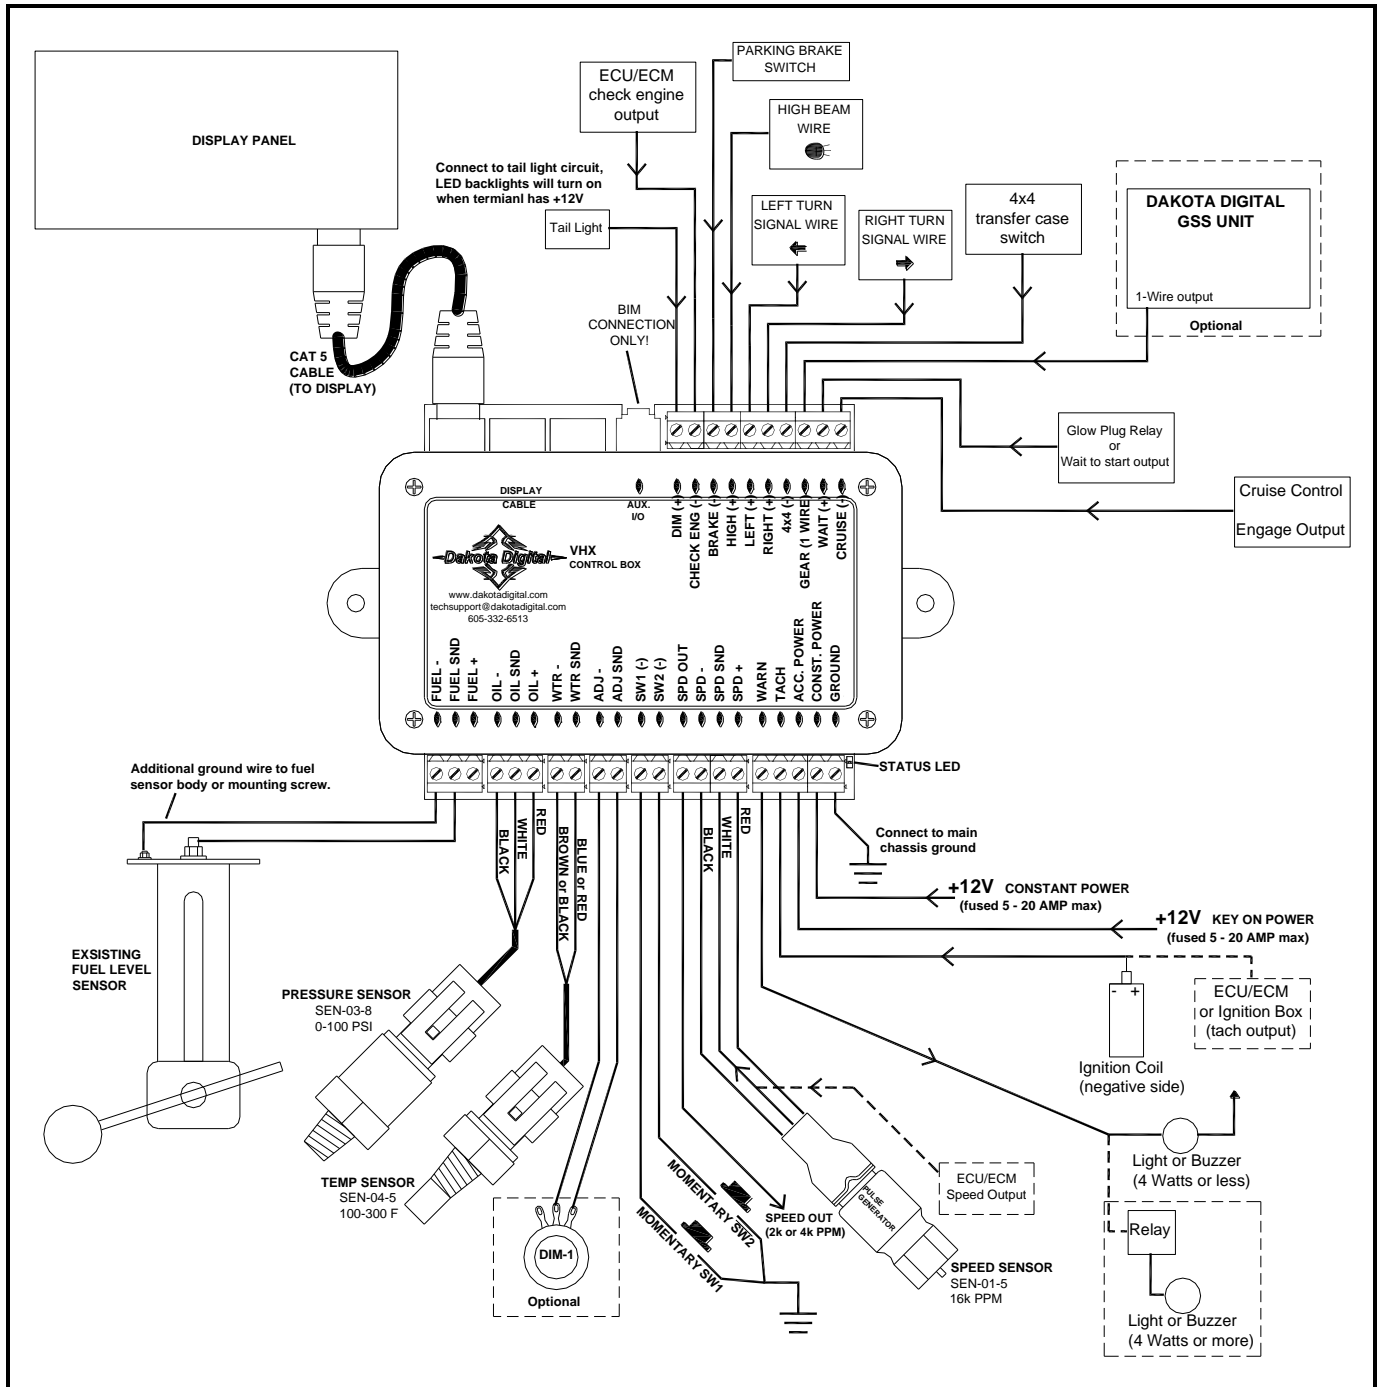 DISPLAY PANEL
ECU/ECM
check engine
output
PARKING BRAKE
SWITCH
HIGH BEAM
WIRE
Connect to tail light circuit,
LED backlights will turn on
when termianl has +12V
Tail Light
LEFT TURN
SIGNAL WIRE
RIGHT TURN
SIGNAL WIRE
4x4
transfer case
switch
DAKOTA DIGITAL
GSS UNIT
1-Wire output
Optional
BIM
CONNECTION
ONLY!
CAT 5
CABLE
(TO DISPLAY)
Glow Plug Relay
or
Wait to start output
Cruise Control
Engage Output
DISPLAY
CABLE
AUX.
I/O
DIM (+)
CHECK ENG (-)
BRAKE (-)
HIGH (+)
LEFT (+)
RIGHT (+)
4x4 (-)
GEAR (1 WIRE)
WAIT (+)
CRUISE (-)
Dakota Digital
VHX
CONTROL BOX
www.dakotadigital.com
techsupport@dakotadigital.com
605-332-6513
FUEL -
FUEL SND
FUEL +
OIL -
OIL SND
OIL +
WTR -
WTR SND
ADJ -
ADJ SND
SW1 (-)
SW2 (-)
SPD OUT
SPD -
SPD SND
SPD +
WARN
TACH
ACC. POWER
CONST. POWER
GROUND
STATUS LED
Additional ground wire to fuel
sensor body or mounting screw.
BLACK
WHITE
RED
BROWN or BLACK
BLUE or RED
BLACK
WHITE
RED
Connect to main
chassis ground
+12V CONSTANT POWER
(fused 5 - 20 AMP max)
+12V KEY ON POWER
(fused 5 - 20 AMP max)
EXSISTING
FUEL LEVEL
SENSOR
PRESSURE SENSOR
SEN-03-8
0-100 PSI
- +
Ignition Coil
(negative side)
ECU/ECM
or Ignition Box
(tach output)
TEMP SENSOR
SEN-04-5
100-300 F
DIM-1
Optional
MOMENTARY SW1
MOMENTARY SW2
SPEED OUT
(2k or 4k PPM)
PULSE
GENERATOR
ECU/ECM
Speed Output
SPEED SENSOR
SEN-01-5
16k PPM
Light or Buzzer
(4 Watts or less)
Relay
Light or Buzzer
(4 Watts or more)